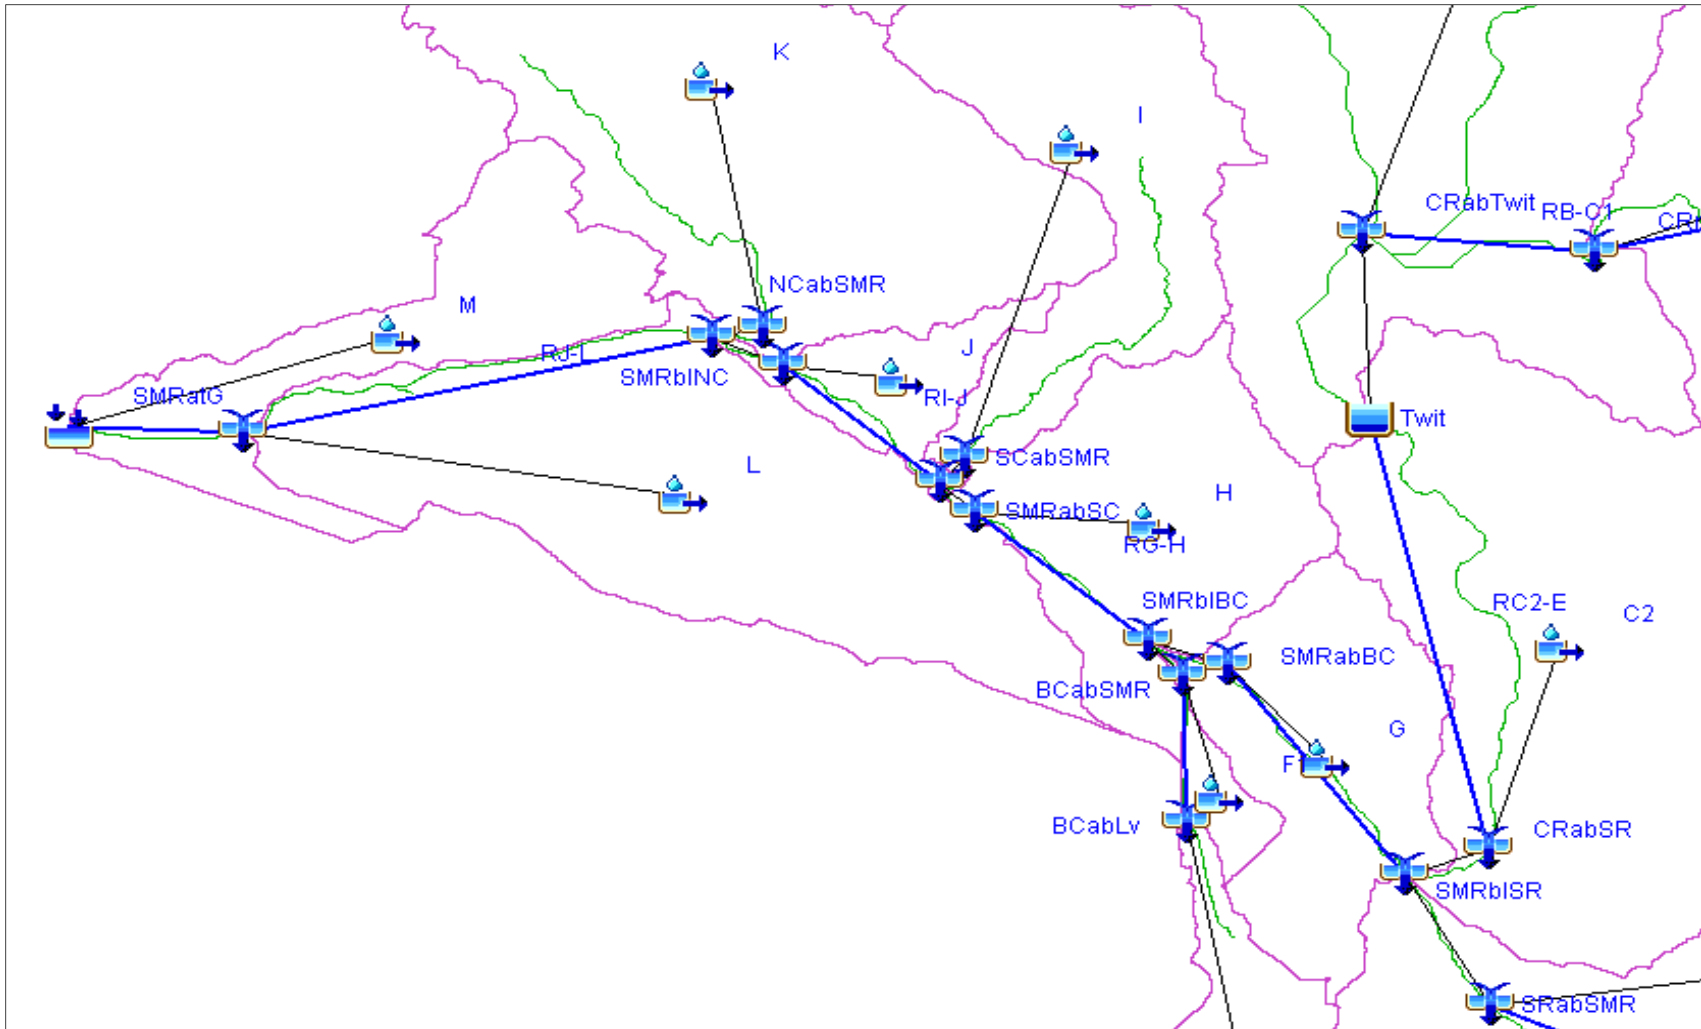 K
I
CRabTwit
RB-C1
NCabSMR
M
RJ-L
SMRblNC
J
SMRatG
RI-J
Twit
L
SCabSMR
H
SMRabSC
RG-H
SMRblBC
RC2-E
C2
SMRabBC
BCabSMR
G
BCabLv
CRabSR
SMRblSR
SRabSMR